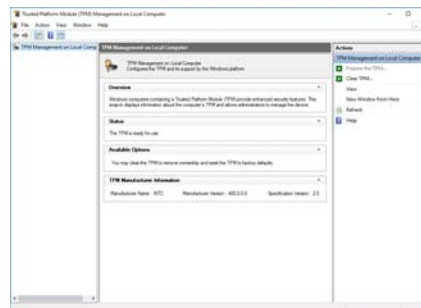 Trusted Platform Module (TPM) Management on Local Computer
File Action View Window Help
TPM Management on Local Comp
TPM Management on Local Computer
TPM Management on Local Computer
Configures the TPM and its support by the Windows platform
Overview
Windows computers containing a Trusted Platform Module (TPM) provide enhanced security features. This
snap-in displays information about the computer's TPM and allows administrators to manage the device.
Status
The TPM is ready for use.
Available Options
You may clear the TPM to remove ownership and reset the TPM to factory defaults.
TPM Manufacturer Information
Manufacturer Name: NTC Manufacturer Version: Specification Version: 2.0
Actions
TPM Management on Local Computer
Prepare the TPM...
Clear TPM...
View
New Window from Here
Refresh
Help